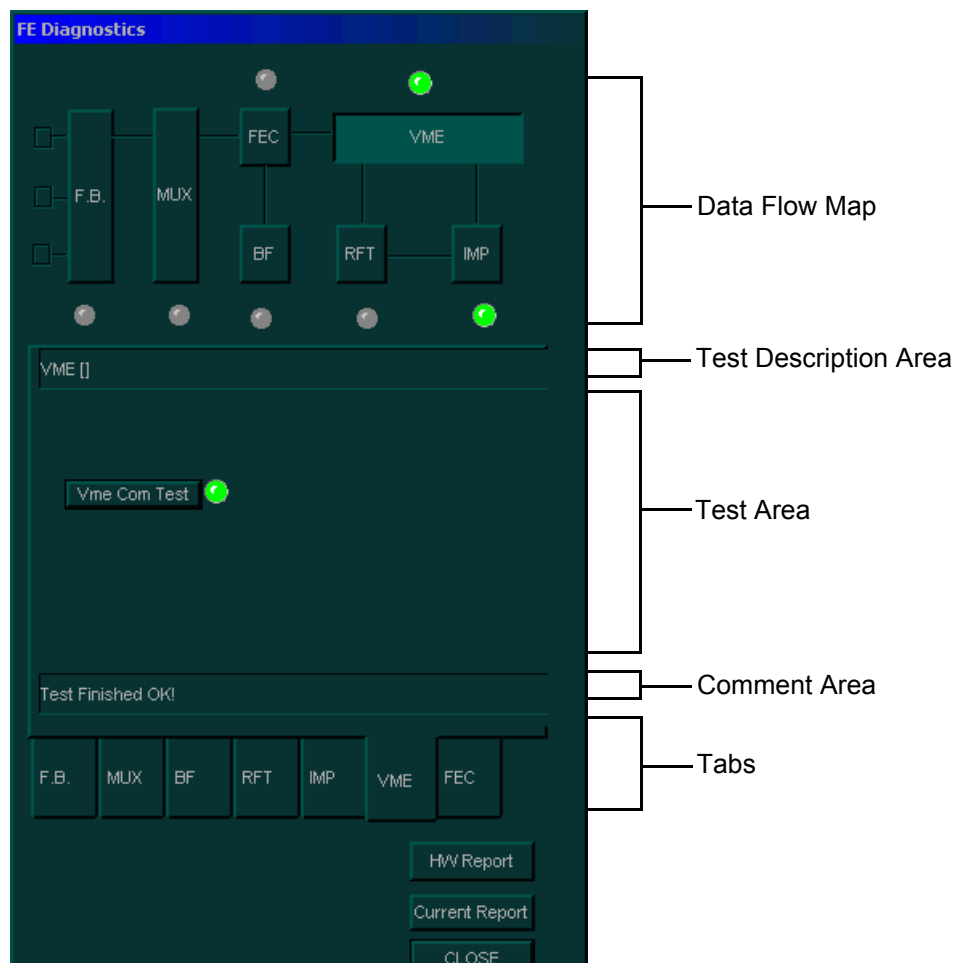 FE Diagnostics
FEC
VME
F.B.
MUX
BF
RFT
IMP
Data Flow Map
VME []
Test Description Area
Vme Com Test
Test Area
Test Finished OK!
Comment Area
F.B.
MUX
BF
RFT
IMP
VME
FEC
Tabs
HW Report
Current Report
CLOSE